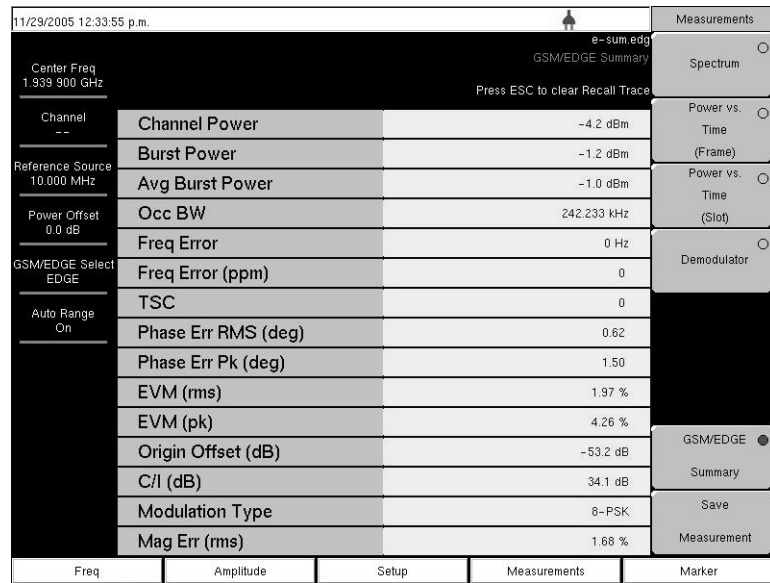 11/29/2005 12:33:55 p.m.
Measurements
e-sum.edg
GSM/EDGE Summary
Press ESC to clear Recall Trace
Center Freq
1.939 900 GHz
Channel
--
Reference Source
10.000 MHz
Power Offset
0.0 dB
GSM/EDGE Select
EDGE
Auto Range
On
Channel Power -4.2 dBm
Burst Power -1.2 dBm
Avg Burst Power -1.0 dBm
Occ BW 242.233 kHz
Freq Error 0 Hz
Freq Error (ppm) 0
TSC 0
Phase Err RMS (deg) 0.62
Phase Err Pk (deg) 1.50
EVM (rms) 1.97 %
EVM (pk) 4.26 %
Origin Offset (dB) -53.2 dB
C/I (dB) 34.1 dB
Modulation Type 8-PSK
Mag Err (rms) 1.68 %
Spectrum
Power vs.
Time
(Frame)
Power vs.
Time
(Slot)
Demodulator
GSM/EDGE
Summary
Save
Measurement
Freq Amplitude Setup Measurements Marker